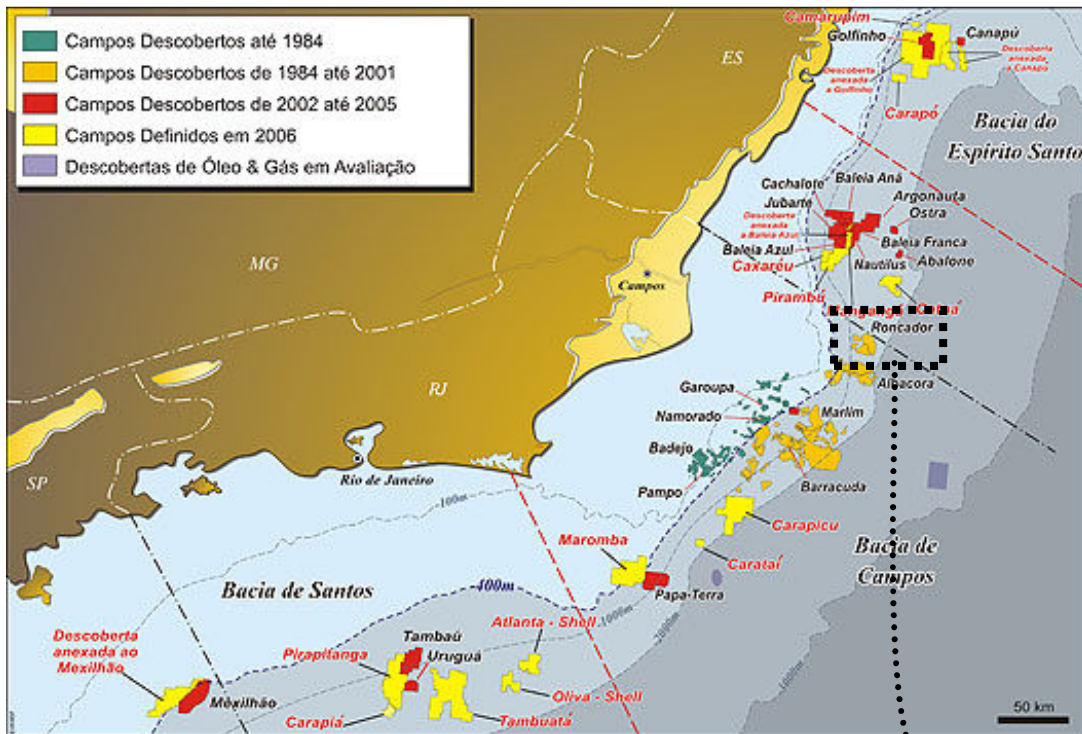 Campos Descobertos até 1984
Campos Descobertos de 1984 até 2001
Campos Descobertos de 2002 até 2005
Campos Definidos em 2006
Descobertas de Óleo & Gás em Avaliação
Camarupim
Golfinho
Canapú
Descoberta
anexada
a Canapú
Descoberta
anexada
a Golfinho
Carapó
Bacia do
Espírito Santo
ES
MG
RJ
SP
Campos
Rio de Janeiro
Baleia Anã
Cachalote
Argonauta
Jubarte
Ostra
Descoberta
anexada
a Baleia Azul
Baleia Azul
Baleia Franca
Caxaréu
Nautilus
Abalone
Pirambú
Roncador
Albacora
Garoupa
Namorado
Marlim
Badejo
Pampo
Barracuda
100m
Carapicu
Carataí
Bacia de
Campos
Maromba
Papa-Terra
Bacia de Santos
400m
1000m
2000m
Atlanta - Shell
Descoberta
anexada ao
Mexilhão
Tambaú
Uruguá
Pirapitanga
Oliva - Shell
Mexilhão
Carapiá
Tambuatá
50 km